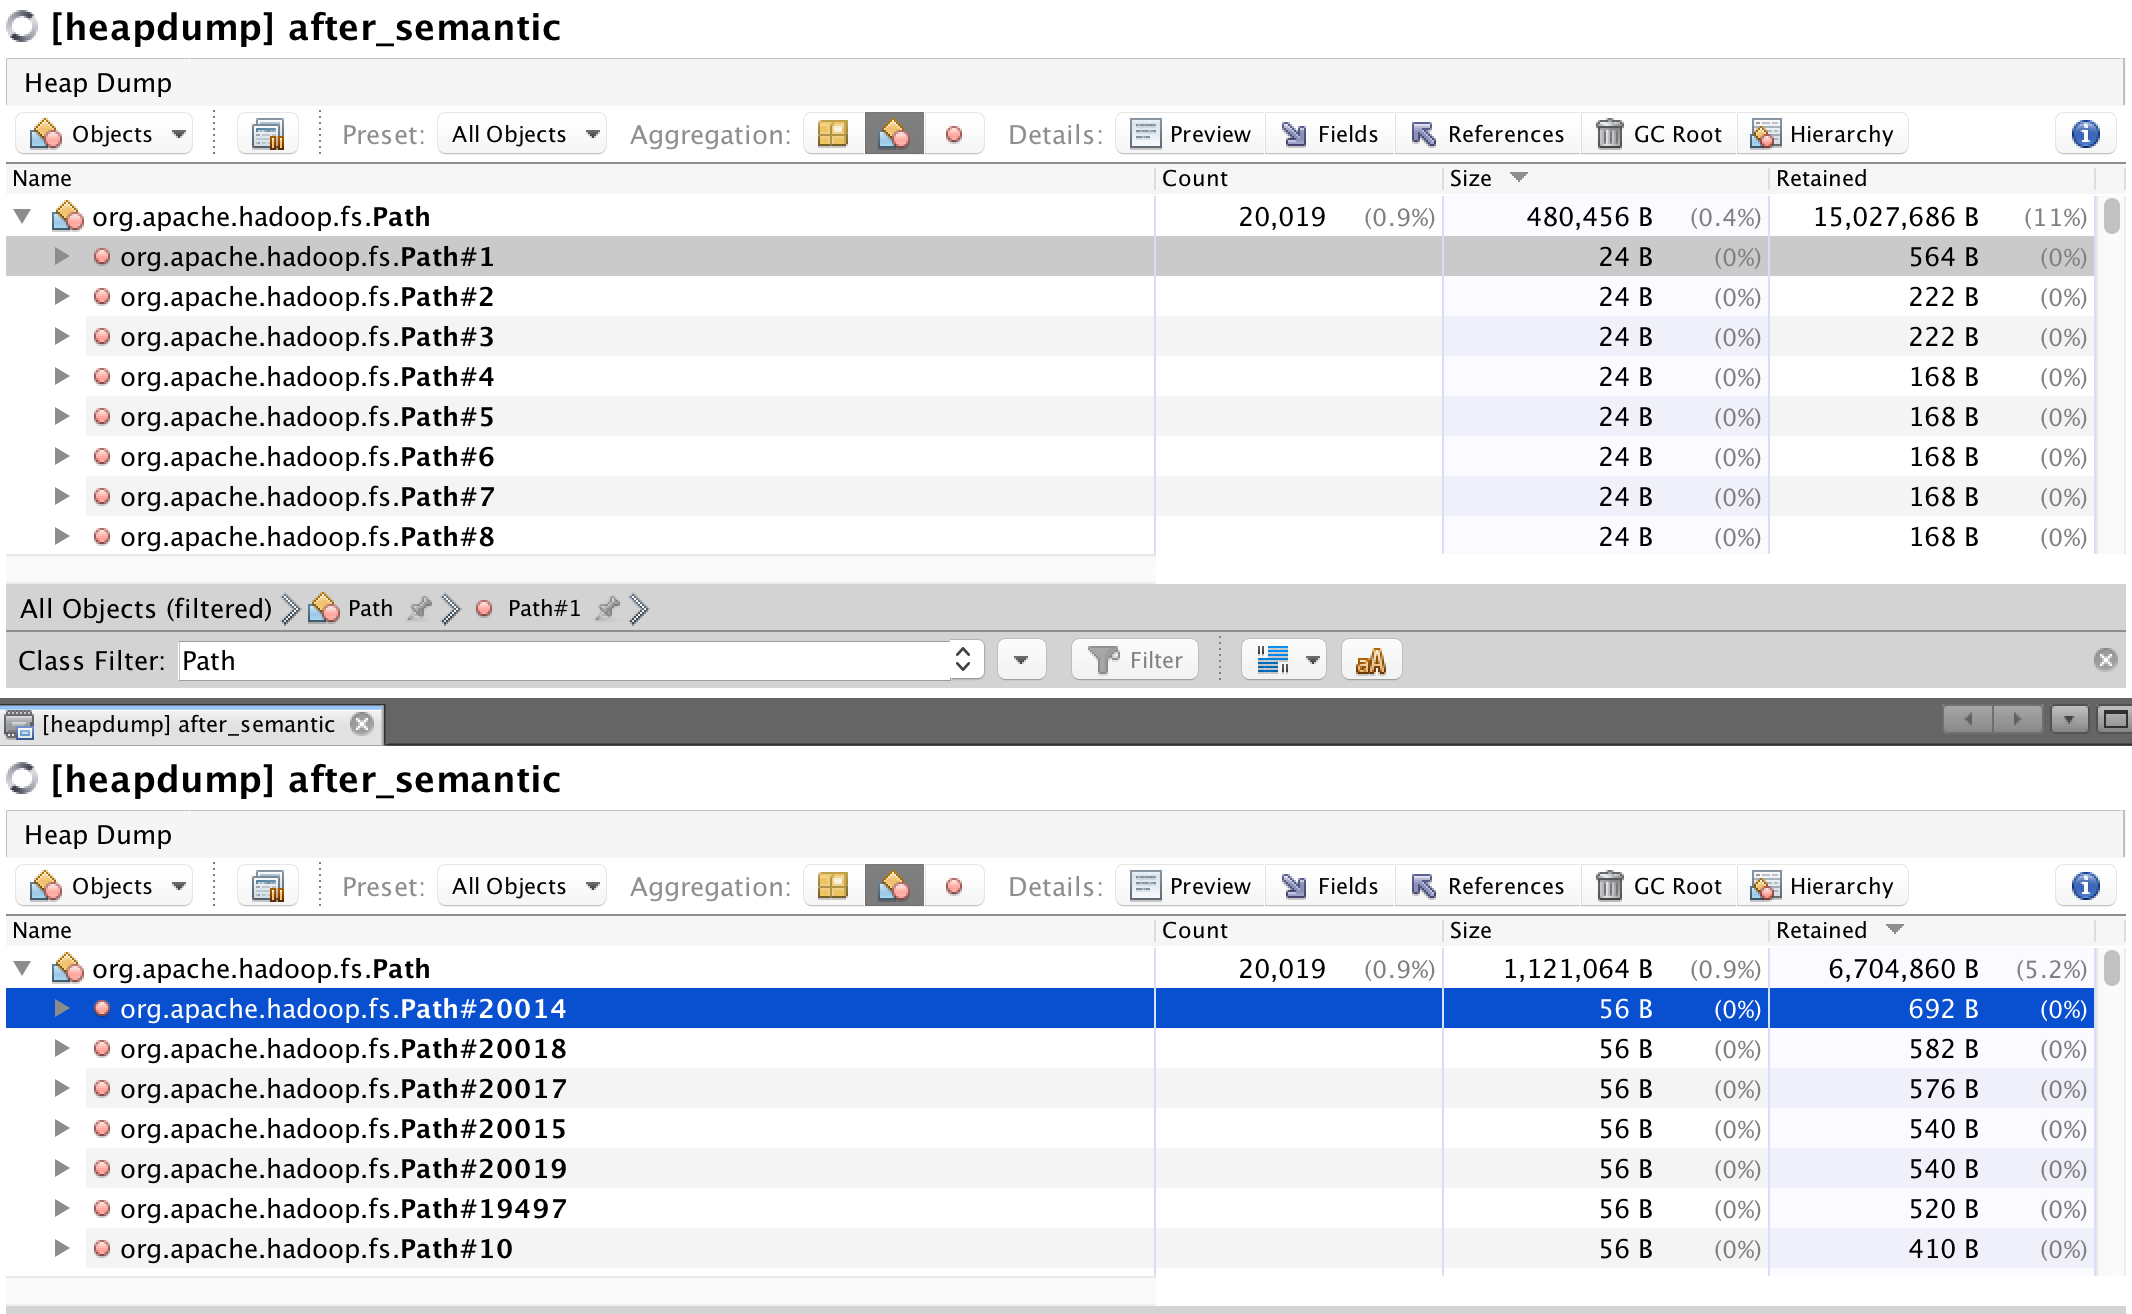 [heapdump] after_semantic
Heap Dump
Objects Preset: All Objects Aggregation: Details: Preview Fields References GC Root Hierarchy
Name Count Size Retained
org.apache.hadoop.fs.Path 20,019 (0.9%) 480,456 B (0.4%) 15,027,686 B (11%)
org.apache.hadoop.fs.Path#1 24 B (0%) 564 B (0%)
org.apache.hadoop.fs.Path#2 24 B (0%) 222 B (0%)
org.apache.hadoop.fs.Path#3 24 B (0%) 222 B (0%)
org.apache.hadoop.fs.Path#4 24 B (0%) 168 B (0%)
org.apache.hadoop.fs.Path#5 24 B (0%) 168 B (0%)
org.apache.hadoop.fs.Path#6 24 B (0%) 168 B (0%)
org.apache.hadoop.fs.Path#7 24 B (0%) 168 B (0%)
org.apache.hadoop.fs.Path#8 24 B (0%) 168 B (0%)
All Objects (filtered) Path Path#1
Class Filter: Path Filter aA
[heapdump] after_semantic
[heapdump] after_semantic
Heap Dump
Objects Preset: All Objects Aggregation: Details: Preview Fields References GC Root Hierarchy
Name Count Size Retained
org.apache.hadoop.fs.Path 20,019 (0.9%) 1,121,064 B (0.9%) 6,704,860 B (5.2%)
org.apache.hadoop.fs.Path#20014 56 B (0%) 692 B (0%)
org.apache.hadoop.fs.Path#20018 56 B (0%) 582 B (0%)
org.apache.hadoop.fs.Path#20017 56 B (0%) 576 B (0%)
org.apache.hadoop.fs.Path#20015 56 B (0%) 540 B (0%)
org.apache.hadoop.fs.Path#20019 56 B (0%) 540 B (0%)
org.apache.hadoop.fs.Path#19497 56 B (0%) 520 B (0%)
org.apache.hadoop.fs.Path#10 56 B (0%) 410 B (0%)